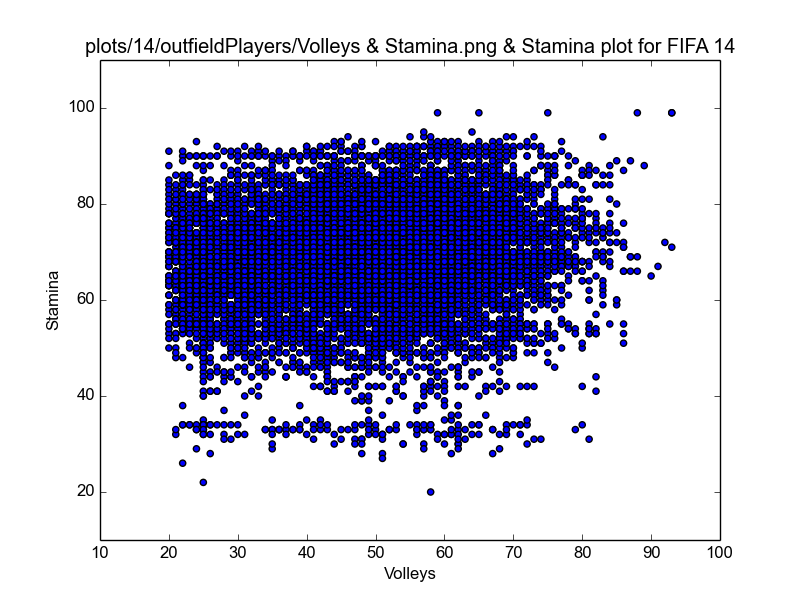 plots/14/outfieldPlayers/Volleys & Stamina.png & Stamina plot for FIFA 14
100
80
60
40
20
Stamina
10 20 30 40 50 60 70 80 90 100
Volleys